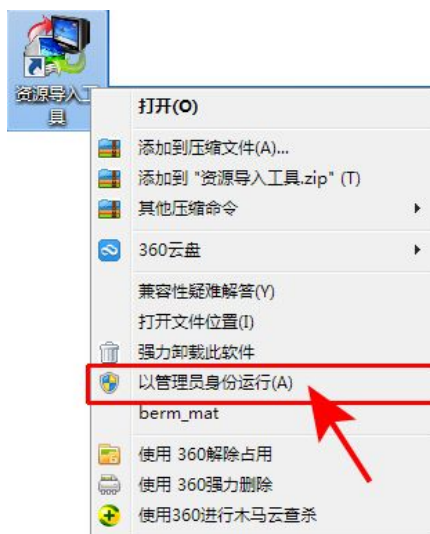 资源导入工
具
打开(O)
添加到压缩文件(A)...
添加到 "资源导入工具.zip" (T)
其他压缩命令
360云盘
兼容性疑难解答(Y)
打开文件位置(I)
强力卸载此软件
以管理员身份运行(A)
berm_mat
使用 360解除占用
使用 360强力删除
使用360进行木马云查杀